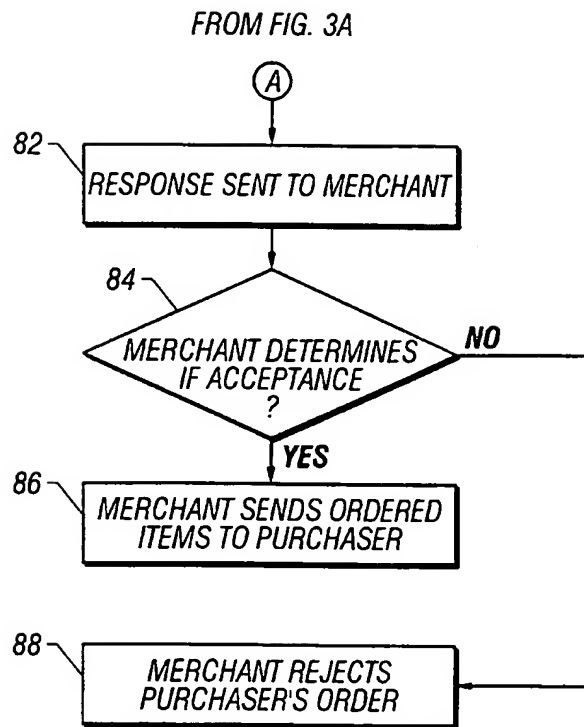 FROM FIG. 3A
A
82
RESPONSE SENT TO MERCHANT
84
MERCHANT DETERMINES
IF ACCEPTANCE
?
NO
YES
86
MERCHANT SENDS ORDERED
ITEMS TO PURCHASER
88
MERCHANT REJECTS
PURCHASER'S ORDER